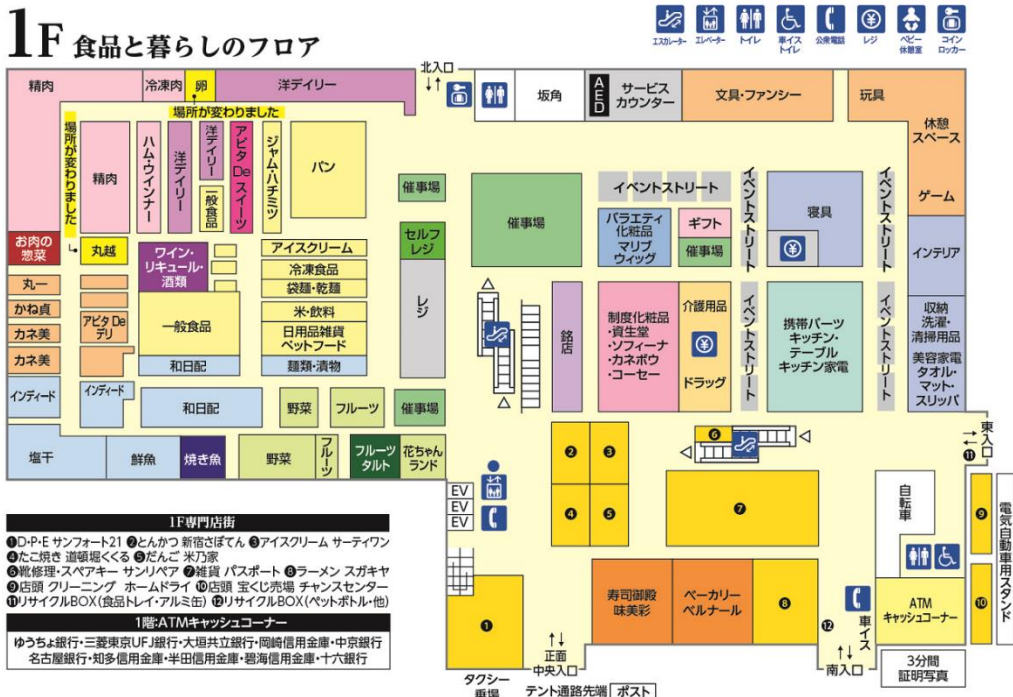 1F 食品と暮らしのフロア
エスカレーター
エレベーター
トイレ
車イス
トイレ
公衆電話
レジ
ベビー
休憩室
コイン
ロッカー
精肉
冷凍肉
卵
洋デイリー
北入口
↓↑
坂角
AED
サービス
カウンター
文具・ファンシー
玩具
休憩
スペース
ゲーム
場所が変わりました
場所が変わりました
精肉
ハム・ウインナー
洋デイリー
洋デイリー
一般食品
アピタ
De
スイーツ
ジャム・ハチミツ
パン
催事場
催事場
イベントストリート
イベントストリート
イベントストリート
バラエティ
化粧品
マリブ
ウィッグ
ギフト
催事場
寝具
インテリア
お肉の
惣菜
丸越
ワイン・
リキュール・
酒類
アイスクリーム
冷凍食品
袋麺・乾麺
セルフ
レジ
レジ
丸一
かね貞
カネ美
カネ美
アピタ De
デリ
一般食品
米・飲料
日用品雑貨
ペットフード
和日配
麺類・漬物
銘店
制度化粧品
・資生堂
・ソフィーナ
・カネボウ
・コーセー
介護用品
ドラッグ
イベントストリート
イベントストリート
携帯パーツ
キッチン・
テーブル
キッチン家電
収納
洗濯・
清掃用品
美容家電
タオル・
マット・
スリッパ
インディード
インディード
和日配
野菜
フルーツ
催事場
塩干
鮮魚
焼き魚
野菜
フルーツ
フルーツ
タルト
花ちゃん
ランド
東入口
⓫
❻
❷
❸
❹
❺
❼
EV
EV
EV
自転車
❾
❿
電気自動車用スタンド
❶
寿司御殿
味美彩
ベーカリー
ベルナール
❽
⓬
車イス
ATM
キャッシュコーナー
↑↓
正面
中央入口
↑↓
南入口
3分間
証明写真
タクシー
乗場
テント通路先端
ポスト
1F専門店街
❶D・P・E サンフォート21 ❷とんかつ 新宿さぼてん ❸アイスクリーム サーティワン
❹たこ焼き 道頓堀くくる ❺だんご 米乃家
❻靴修理・スペアキー サンリペア ❼雑貨 パスポート ❽ラーメン スガキヤ
❾店頭 クリーニング ホームドライ ❿店頭 宝くじ売場 チャンスセンター
⓫リサイクルBOX(食品トレイ・アルミ缶) ⓬リサイクルBOX(ペットボトル・他)
1階:ATMキャッシュコーナー
ゆうちょ銀行・三菱東京UFJ銀行・大垣共立銀行・岡崎信用金庫・中京銀行
名古屋銀行・知多信用金庫・半田信用金庫・碧海信用金庫・十六銀行